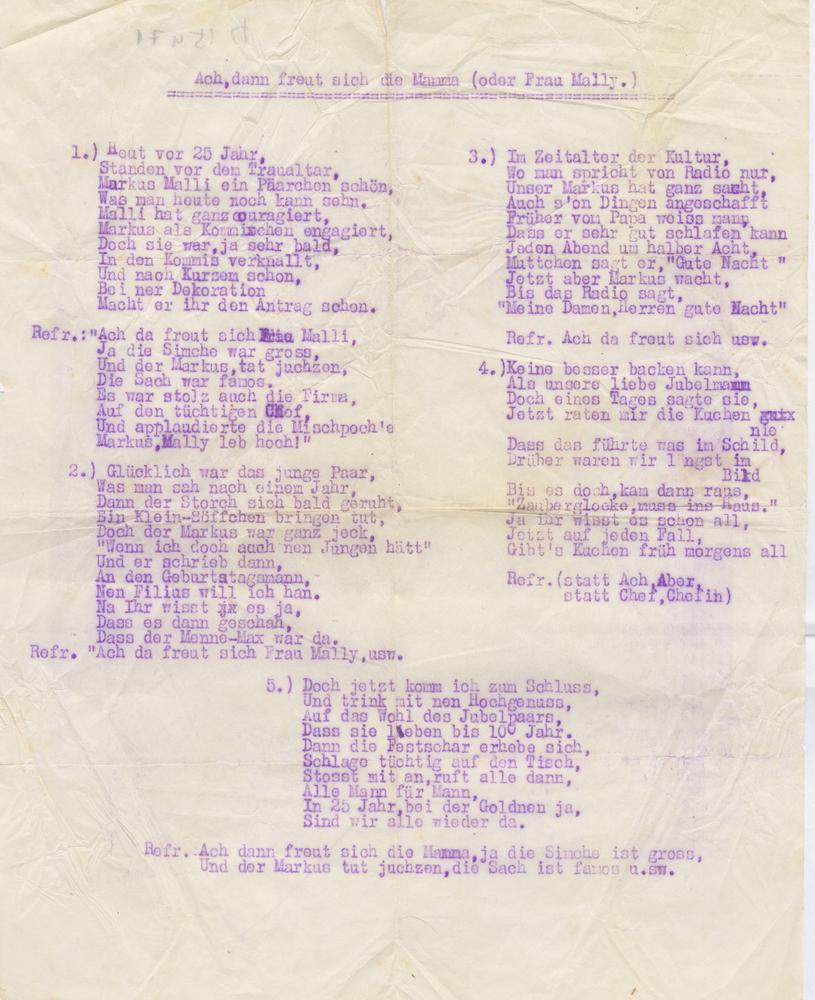 D 15471
Ach,dann freut sich die Mamma (oder Frau Mally.)
1.) Heut vor 25 Jahr,
Standen vor dem Traualtar,
Markus Malli ein Päarchen schön,
Was man heute noch kann sehn.
Malli hat ganz couragiert,
Markus als Kommischen engagiert,
Doch sie war,ja sehr bald,
In den Kommis verknallt,
Und nach Kurzem schon,
Bei ner Dekoration
Macht er ihr den Antrag schon.
Refr.:"Ach da freut sich Frau Malli,
Ja die Simche war gross,
Und der Markus,tat juchzen,
Die Sach war famos.
Es war stolz auch die Firma,
Auf den tüchtigen Chef,
Und applaudierte die Mischpoch'e
Markus,Mally leb hoch!"
2.) Glücklich war das junge Paar,
Was man sah nach einem Jahr,
Dann der Storch sich bald geruht,
Ein Klein-Söffchen bringen tut,
Doch der Markus war ganz jeck,
"Wenn ich doch auch nen Jungen hätt"
Und er schrieb dann,
An den Geburtstagsmann,
Nen Filius will ich han.
Na Ihr wisst jx es ja,
Dass es dann geschah,
Dass der Menne-Max war da.
Refr. "Ach da freut sich Frau Mally,usw.
3.) Im Zeitalter der Kultur,
Wo man spricht von Radio nur,
Unser Markus hat ganz sacht,
Auch s'on Dingen angeschafft
Früher vom Papa weiss mann,
Dass er sehr gut schlafen kann
Jeden Abend um halber Acht,
Muttchen sagt er,"Gute Nacht "
Jetzt aber Markus wacht,
Bis das Radio sagt,
"Meine Damen,Herren gute Nacht"
Refr. Ach da freut sich usw.
4.)Keine besser backen kann,
Als unsere liebe Jubelmamm
Doch eines Tages sagte sie,
Jetzt raten mir die Kuchen
nie
Dass das führte was im Schild,
Drüber waren wir längst im
Bild
Bis es doch,kam dann raus,
"Zauberglocke,muss ins Haus."
Ja ihr wisst es schon all,
Jetzt auf jeden Fall,
Gibt's Kuchen früh morgens all
Refr.(statt Ach,Aber,
statt Chef,Chefin)
5.) Doch jetzt komm ich zum Schluss,
Und trink mit nen Hochgenuss,
Auf das Wohl des Jubelpaars,
Dass sie leben bis 100 Jahr.
Dann die Festschar erhebe sich,
Schlage tüchtig auf den Tisch,
Stosst mit an,ruft alle dann,
Alle Mann für Mann,
In 25 Jahr,bei der Goldnen ja,
Sind wir alle wieder da.
Refr. Ach dann freut sich die Mamma,ja die Simche ist gross,
Und der Markus tut juchzen,die Sach ist famos u.sw.